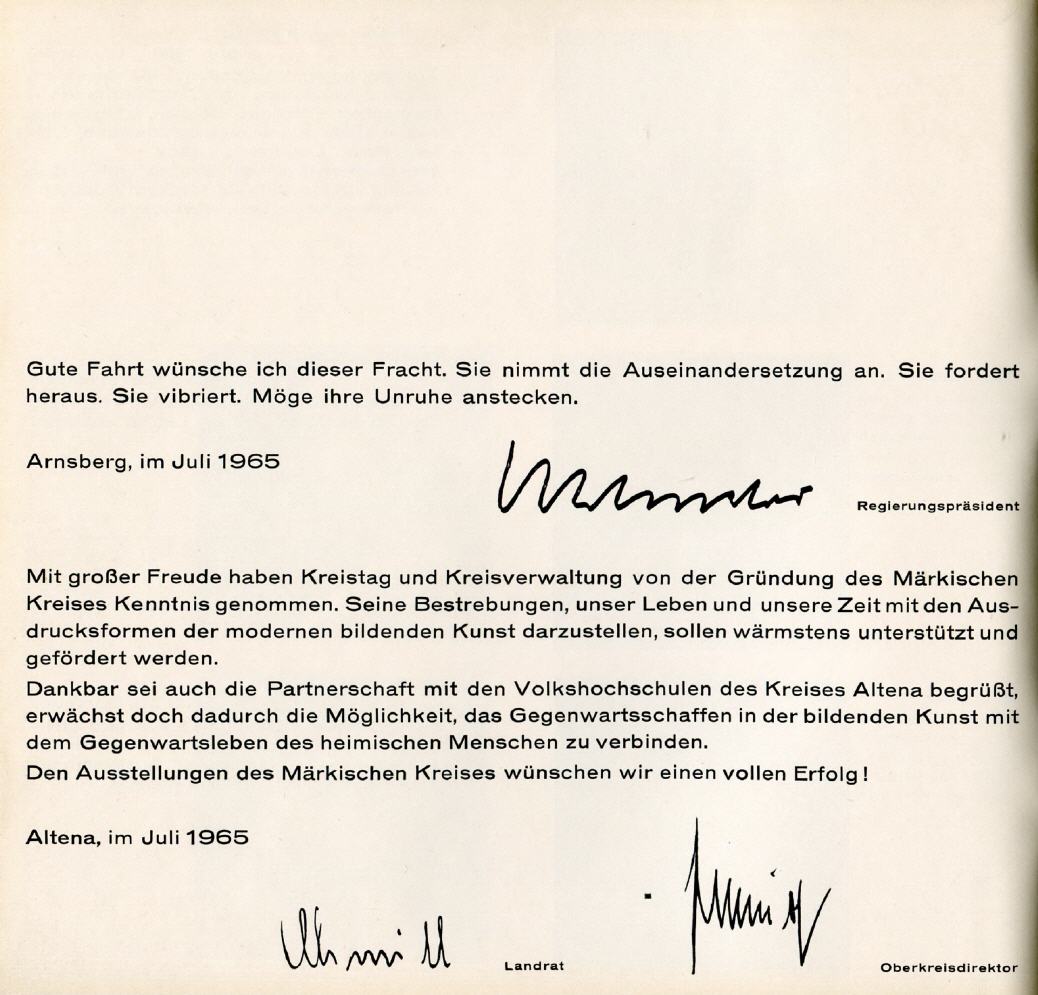 Gute Fahrt wünsche ich dieser Fracht. Sie nimmt die Auseinandersetzung an. Sie fordert
heraus. Sie vibriert. Möge ihre Unruhe anstecken.
Arnsberg, im Juli 1965
Regierungspräsident
Mit großer Freude haben Kreistag und Kreisverwaltung von der Gründung des Märkischen
Kreises Kenntnis genommen. Seine Bestrebungen, unser Leben und unsere Zeit mit den Aus-
drucksformen der modernen bildenden Kunst darzustellen, sollen wärmstens unterstützt und
gefördert werden.
Dankbar sei auch die Partnerschaft mit den Volkshochschulen des Kreises Altena begrüßt,
erwächst doch dadurch die Möglichkeit, das Gegenwartsschaffen in der bildenden Kunst mit
dem Gegenwartsleben des heimischen Menschen zu verbinden.
Den Ausstellungen des Märkischen Kreises wünschen wir einen vollen Erfolg!
Altena, im Juli 1965
Landrat
Oberkreisdirektor